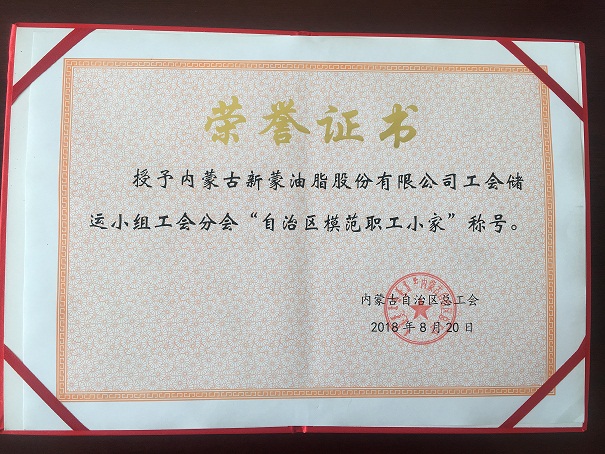 荣誉证书
授予内蒙古新蒙油脂股份有限公司工会储
运小组工会分会“自治区模范职工小家”称号。
内蒙古自治区总工会
2018年8月20日